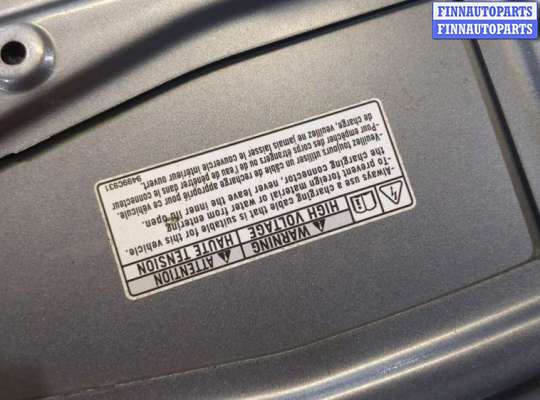 FINNAUTOPARTS
FINNAUTOPARTS
WARNING
HIGH VOLTAGE
ATTENTION
HAUTE TENSION
-Always use a charging cable that is suitable for this vehicle.
-To prevent foreign material or water from entering
the charging connector, never leave the inner lid open.
-Veuillez toujours utiliser un câble de recharge approprié pour ce véhicule.
-Pour empêcher des corps étrangers ou de l'eau de pénétrer dans le connecteur
de charge, veuillez ne jamais laisser le couvercle intérieur ouvert.
9499C931